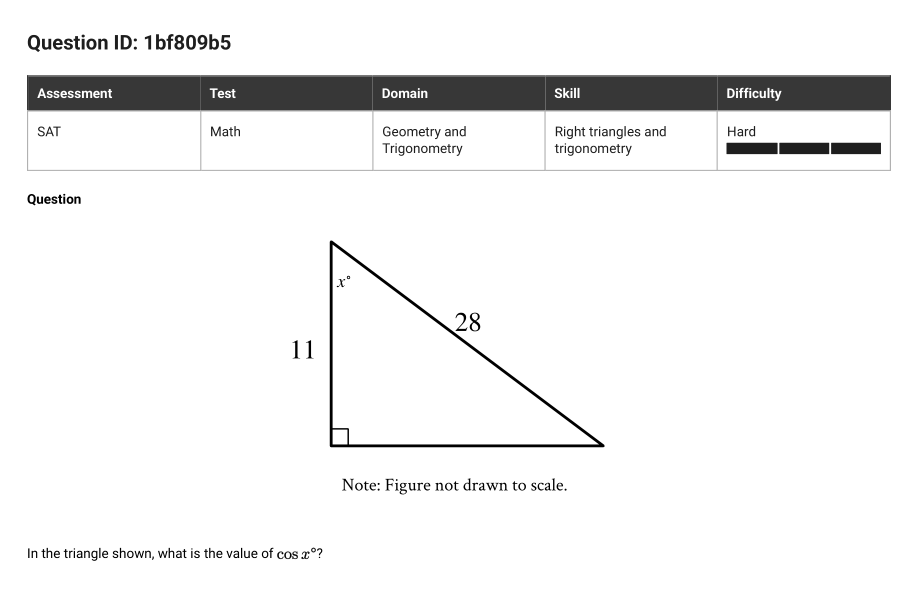 Question ID: 1bf809b5
Assessment Test Domain Skill Difficulty
SAT Math Geometry and Trigonometry Right triangles and trigonometry Hard
Question
x°
28
11
Note: Figure not drawn to scale.
In the triangle shown, what is the value of cos x°?